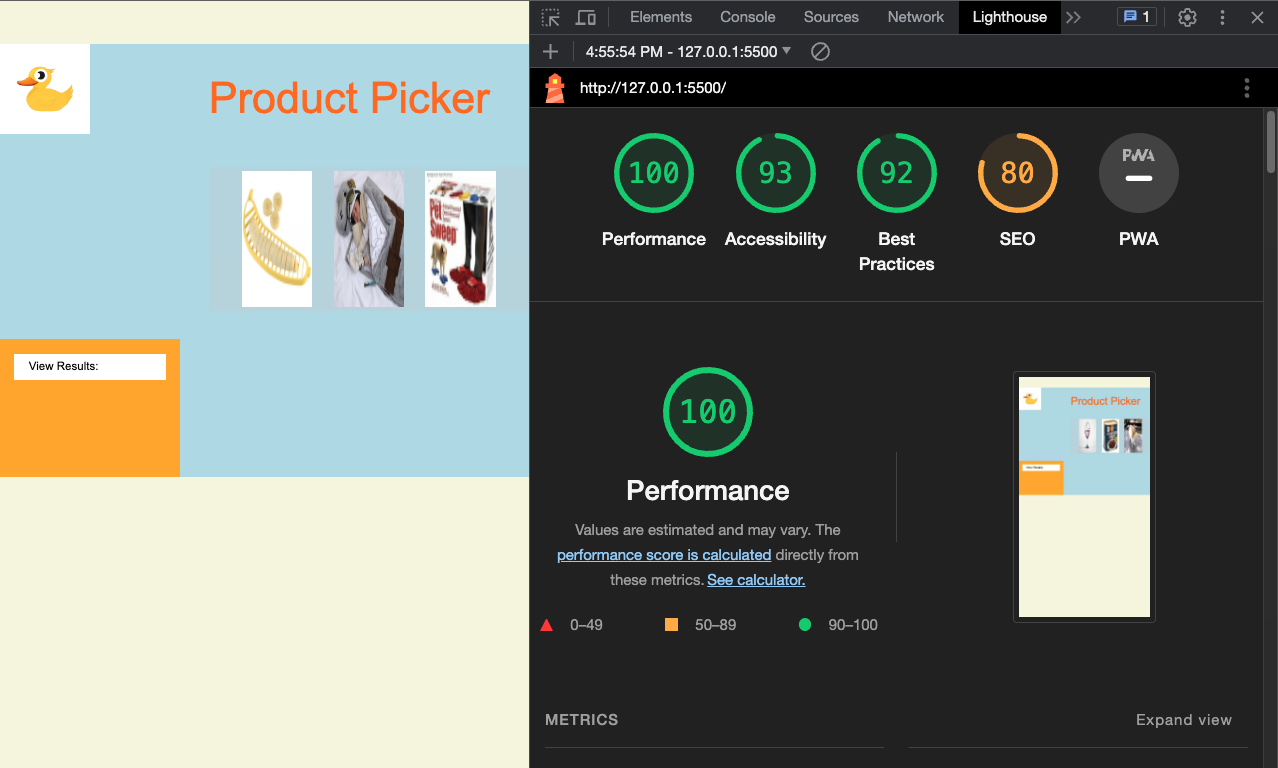 Product Picker
Pet
Sweep
View Results:
Elements Console Sources Network Lighthouse 1
4:55:54 PM - 127.0.0.1:5500
http://127.0.0.1:5500/
100 93 92 80 PWA
Performance Accessibility Best Practices SEO PWA
100
Performance
Values are estimated and may vary. The
performance score is calculated directly from
these metrics. See calculator.
0–49 50–89 90–100
Product Picker
METRICS Expand view